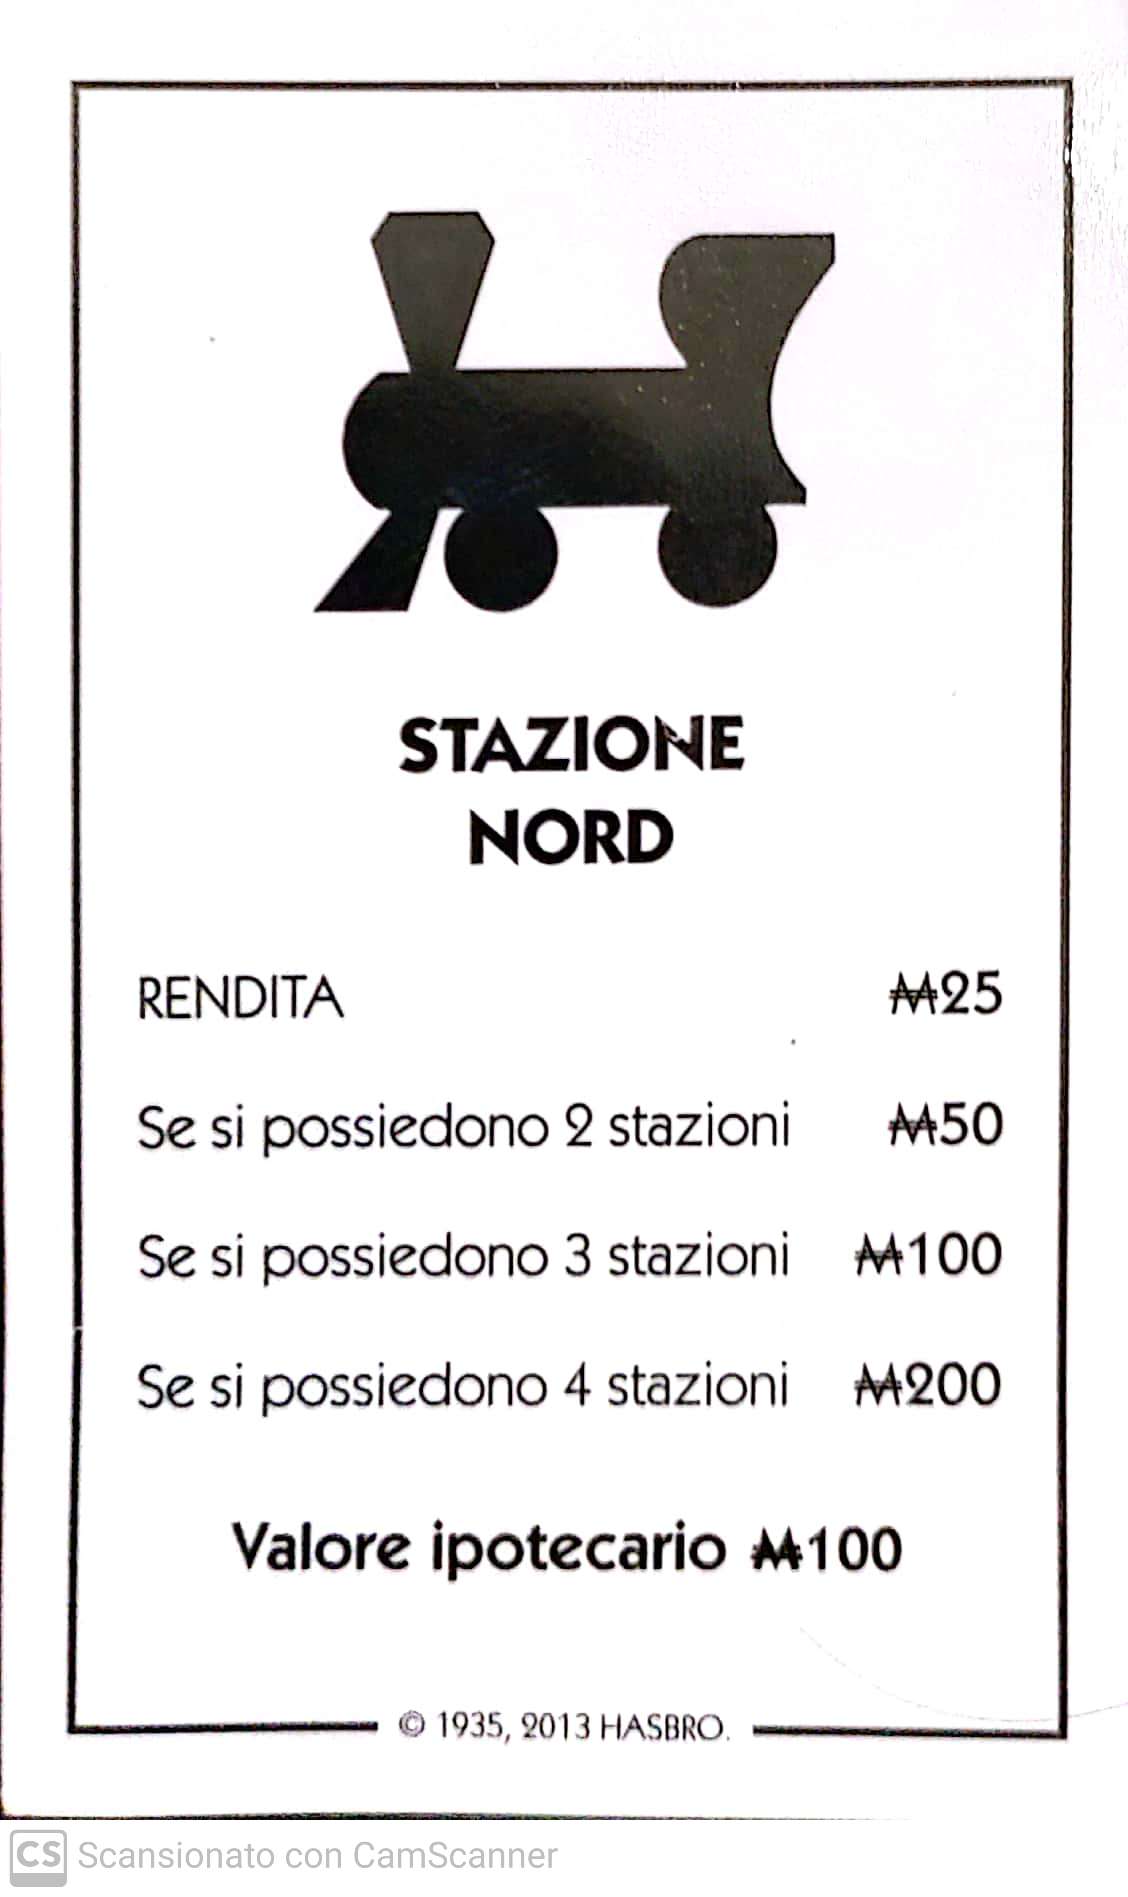 STAZIONE
NORD
RENDITA ₩25
Se si possiedono 2 stazioni ₩50
Se si possiedono 3 stazioni ₩100
Se si possiedono 4 stazioni ₩200
Valore ipotecario ₩100
© 1935, 2013 HASBRO.
CS Scansionato con CamScanner